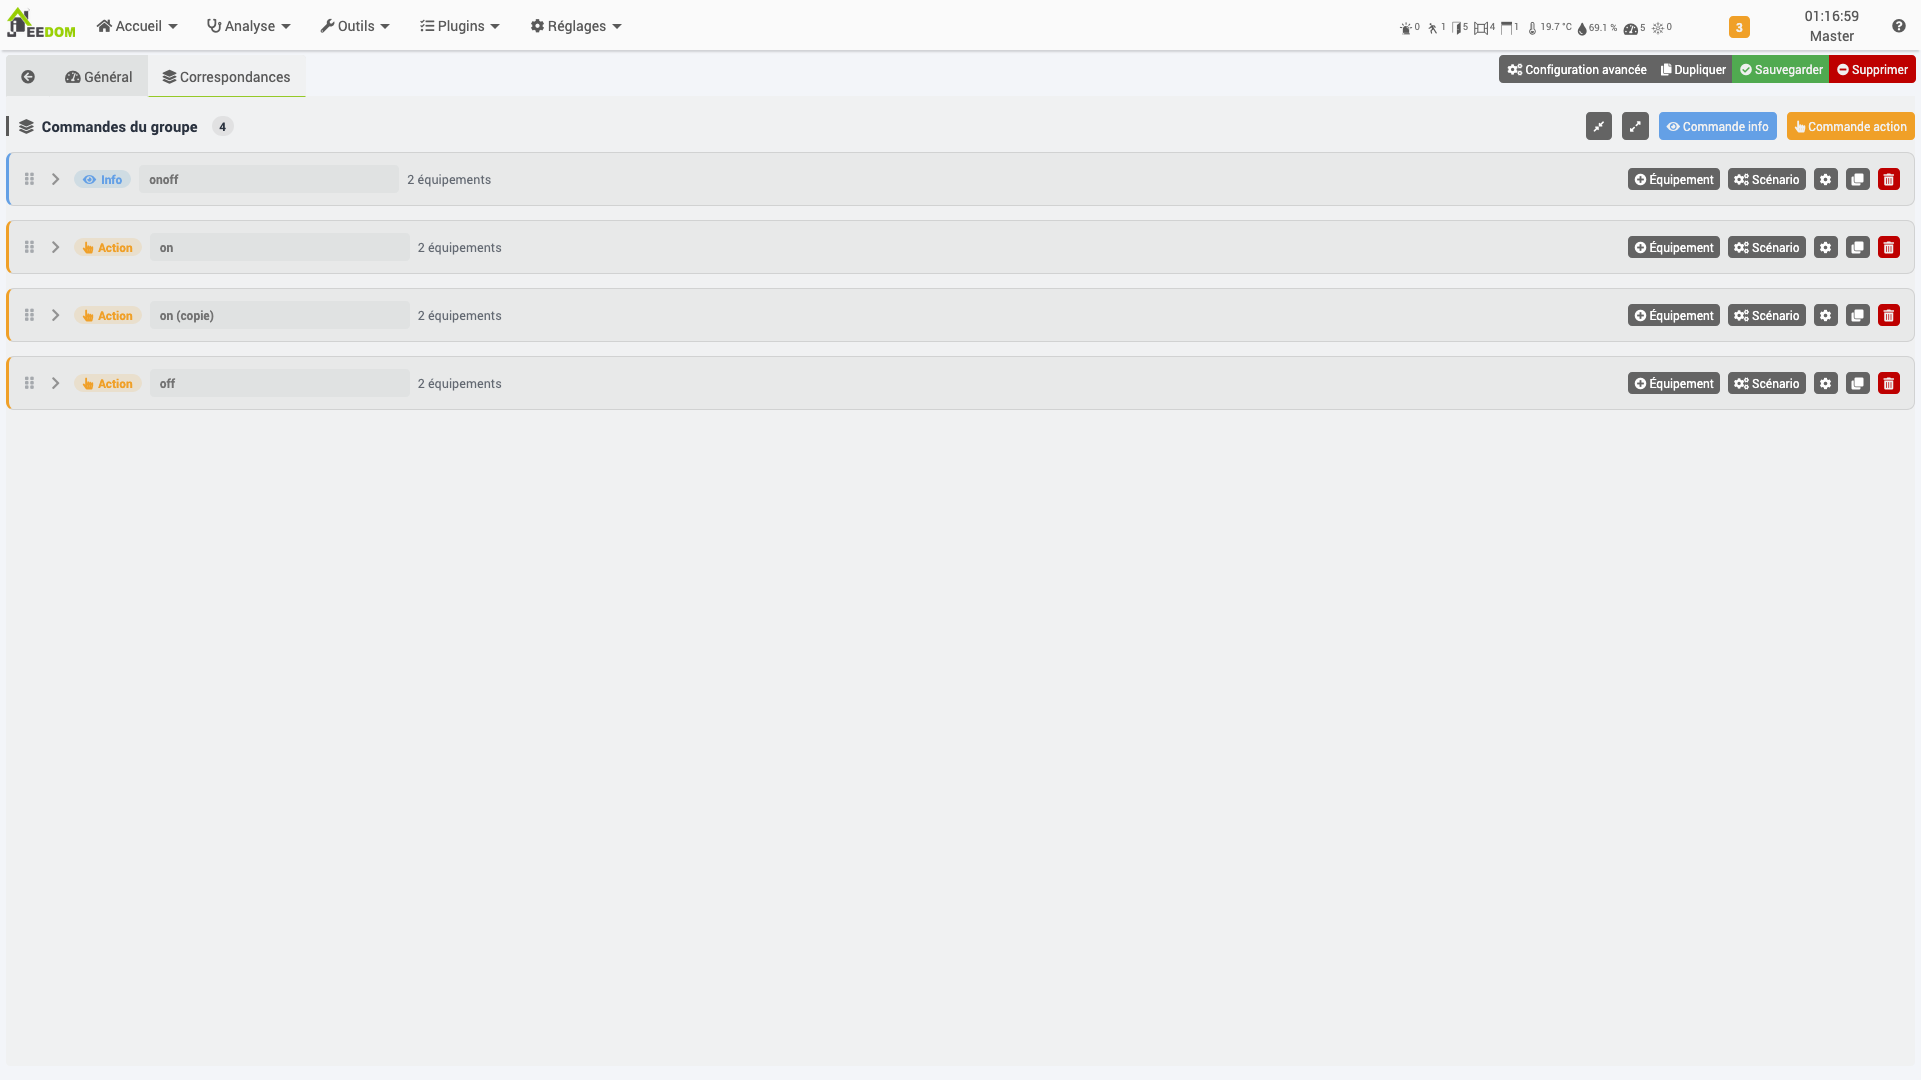 JEEDOM Accueil Analyse Outils Plugins Réglages 0 1 5 4 1 19.7 °C 69.1 % 5 0 3 01:16:59
Master
Général Correspondances Configuration avancée Dupliquer Sauvegarder Supprimer
Commandes du groupe 4 Commande info Commande action
Info onoff 2 équipements Équipement Scénario
Action on 2 équipements Équipement Scénario
Action on (copie) 2 équipements Équipement Scénario
Action off 2 équipements Équipement Scénario